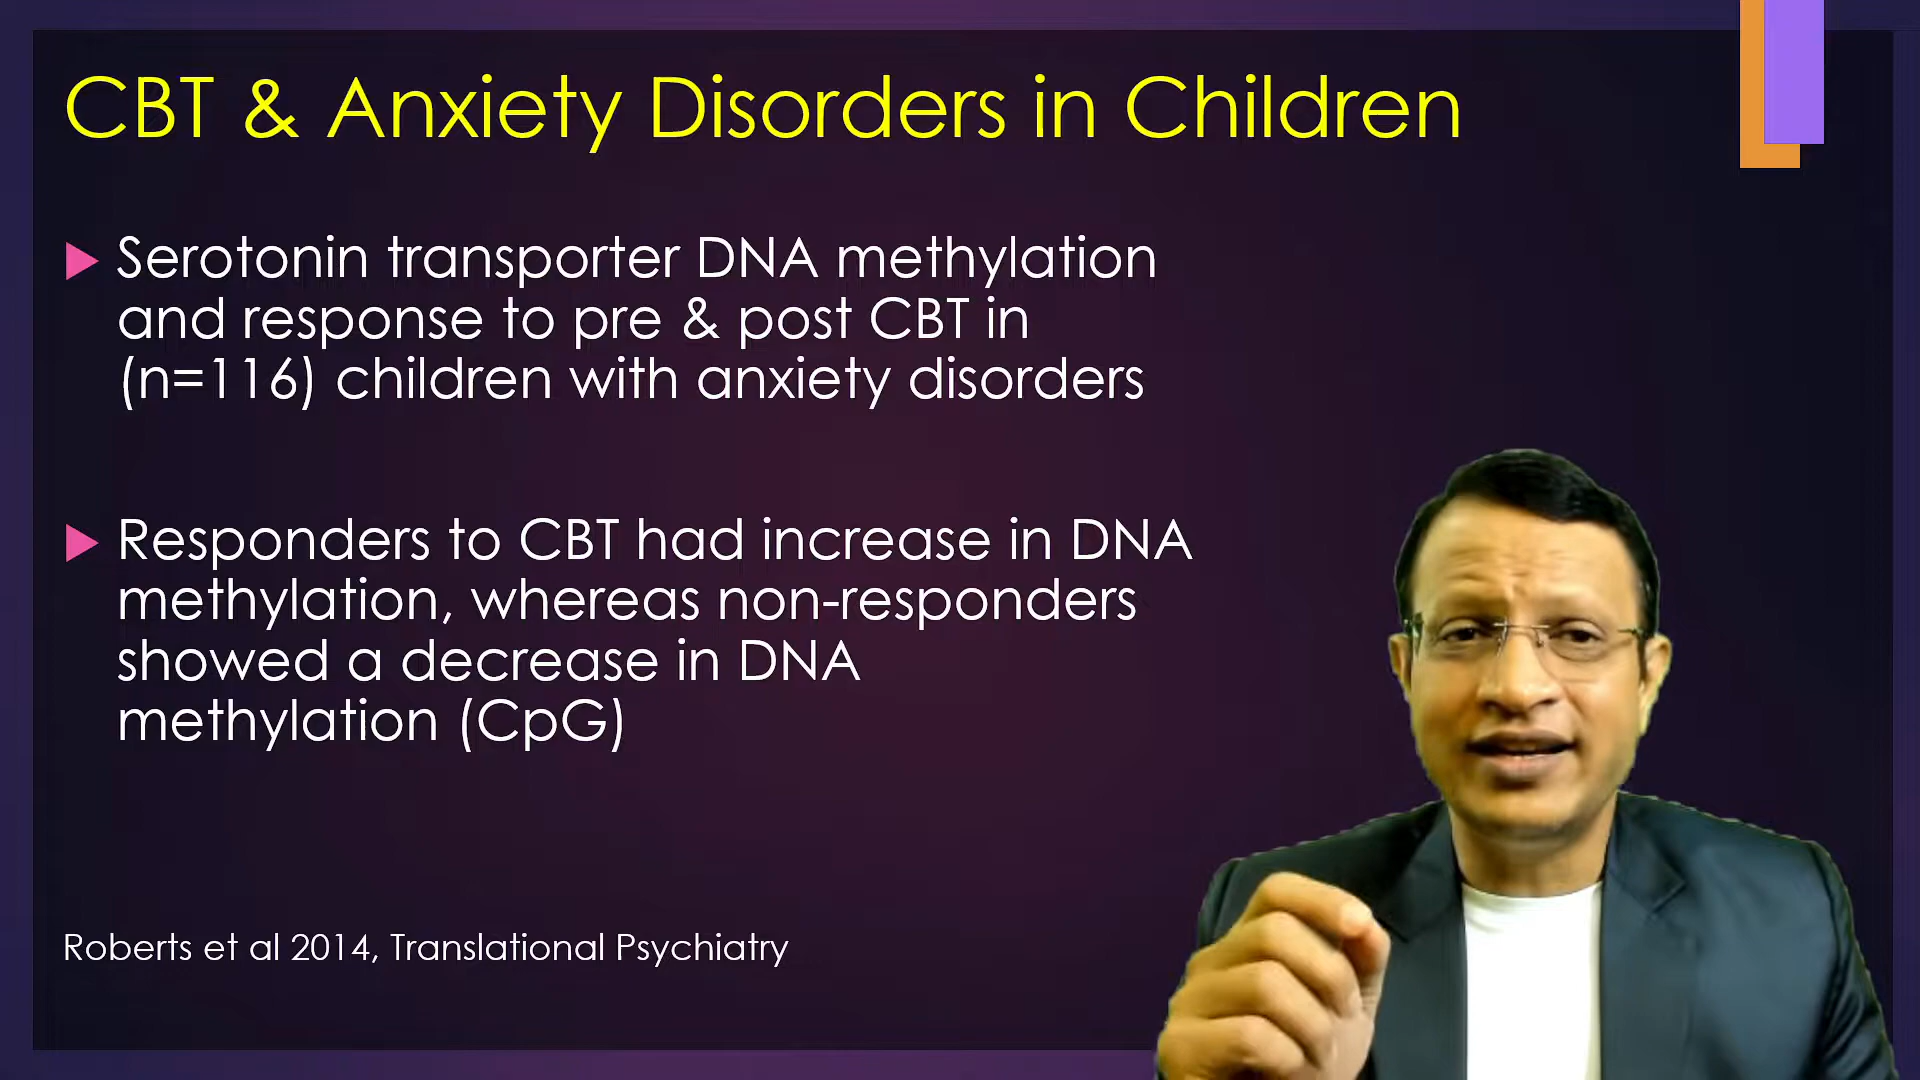 CBT & Anxiety Disorders in Children
Serotonin transporter DNA methylation
and response to pre & post CBT in
(n=116) children with anxiety disorders
Responders to CBT had increase in DNA
methylation, whereas non-responders
showed a decrease in DNA
methylation (CpG)
Roberts et al 2014, Translational Psychiatry